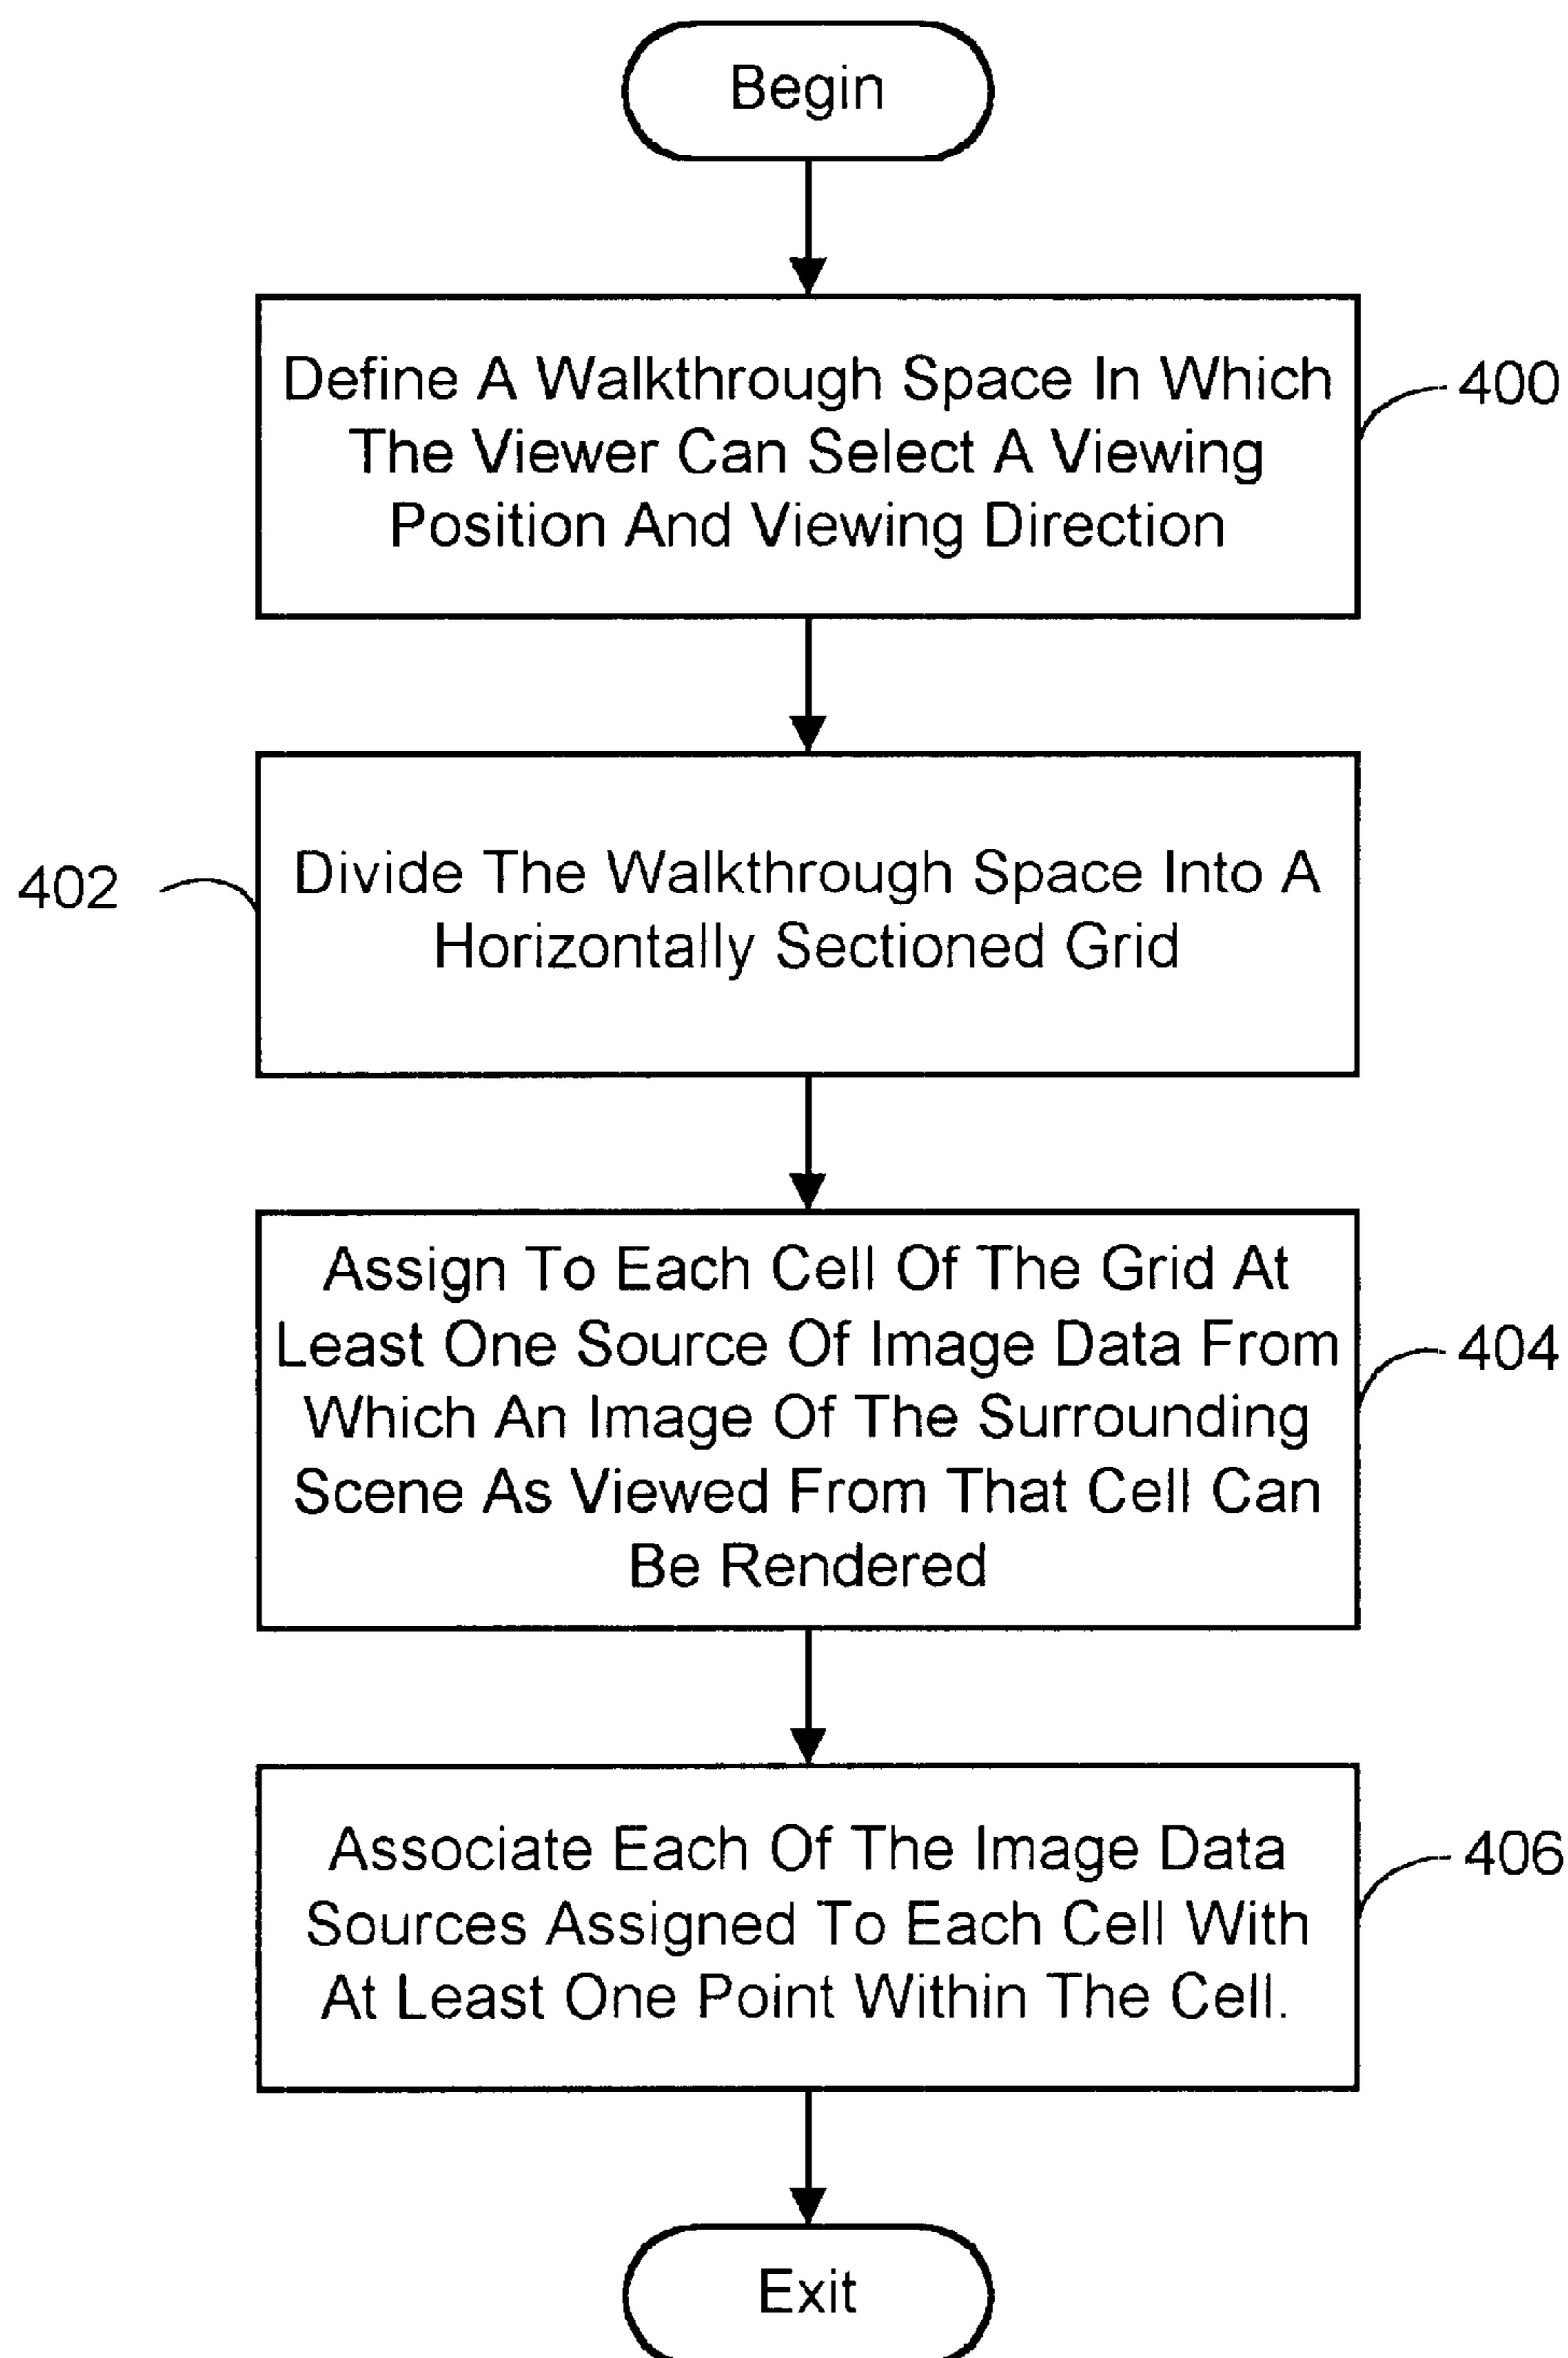 Begin
Define A Walkthrough Space In Which
The Viewer Can Select A Viewing
Position And Viewing Direction
400
402
Divide The Walkthrough Space Into A
Horizontally Sectioned Grid
Assign To Each Cell Of The Grid At
Least One Source Of Image Data From
Which An Image Of The Surrounding
Scene As Viewed From That Cell Can
Be Rendered
404
Associate Each Of The Image Data
Sources Assigned To Each Cell With
At Least One Point Within The Cell.
406
Exit